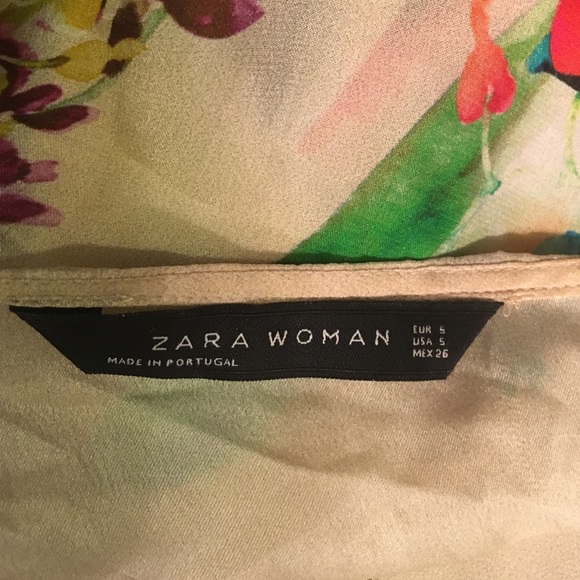 ZARA WOMAN
MADE IN PORTUGAL
EUR S
USA S
MEX 26